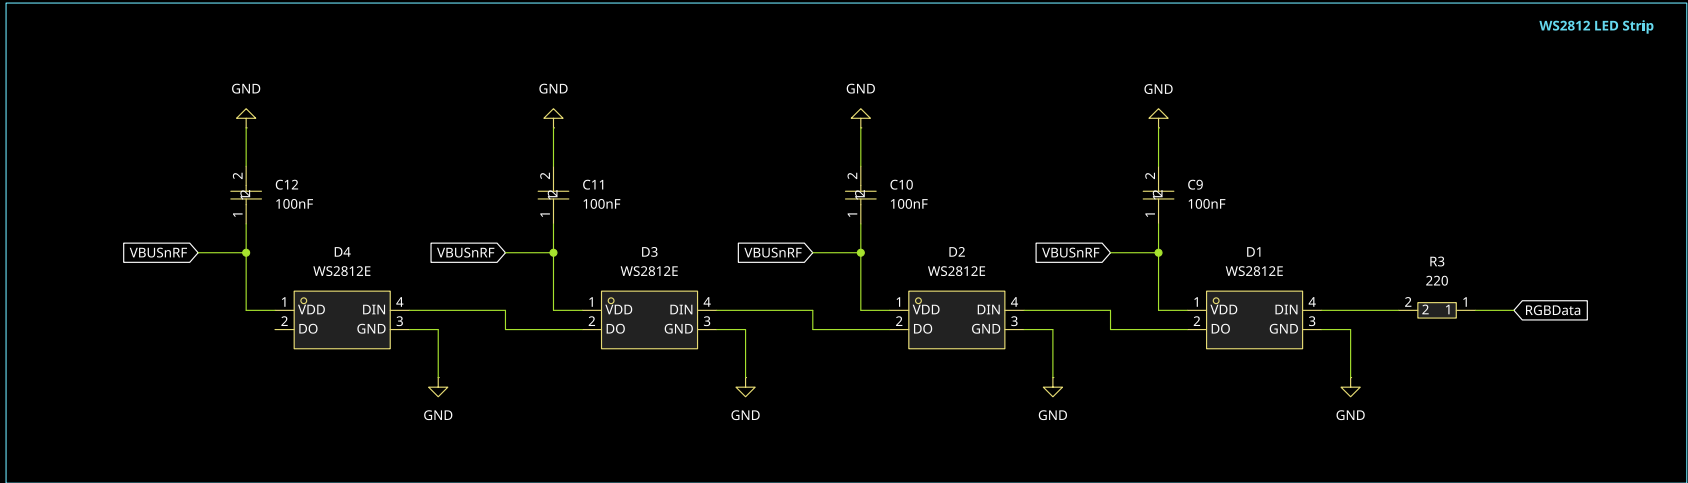 WS2812 LED Strip
GND
GND
GND
GND
2
2
2
2
C12
100nF
C11
100nF
C10
100nF
C9
100nF
1
1
1
1
VBUSnRF
VBUSnRF
VBUSnRF
VBUSnRF
D4
WS2812E
D3
WS2812E
D2
WS2812E
D1
WS2812E
R3
220
1 VDD DIN 4
2 DO GND 3
1 VDD DIN 4
2 DO GND 3
1 VDD DIN 4
2 DO GND 3
1 VDD DIN 4
2 DO GND 3
2 2 1 1
RGBData
GND
GND
GND
GND